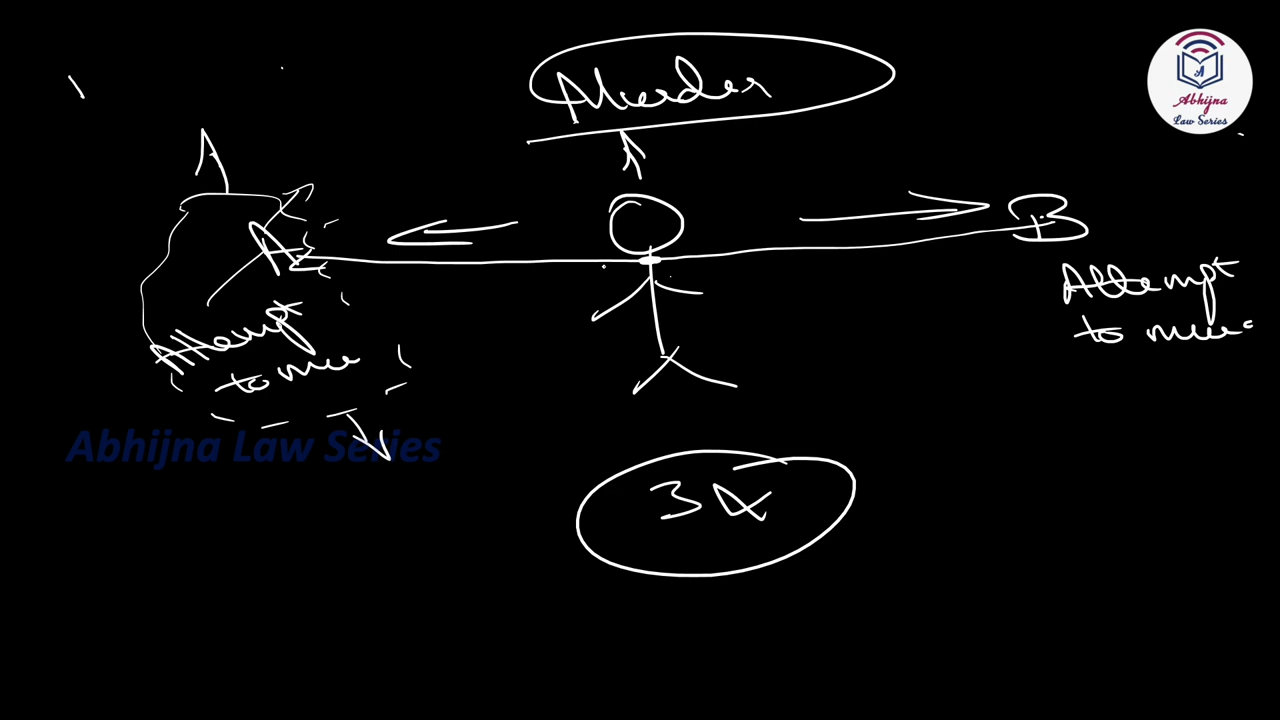 Murder
Abhijna
Law Series
A
B
Attempt
to mur
Attempt
to mur
Abhijna Law Series
34